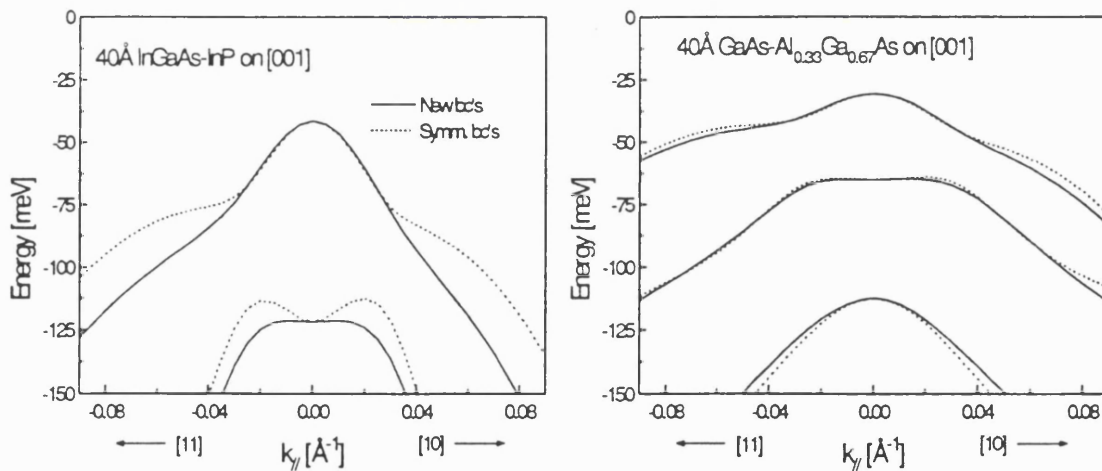 40Å InGaAs-InP on [001]
New bc's
Symm. bc's
Energy [meV]
0
-25
-50
-75
-100
-125
-150
-0.08 -0.04 0.00 0.04 0.08
[11] k// [Å-1] [10]
40Å GaAs-Al0.33Ga0.67As on [001]
Energy [meV]
0
-25
-50
-75
-100
-125
-150
-0.08 -0.04 0.00 0.04 0.08
[11] k// [Å-1] [10]